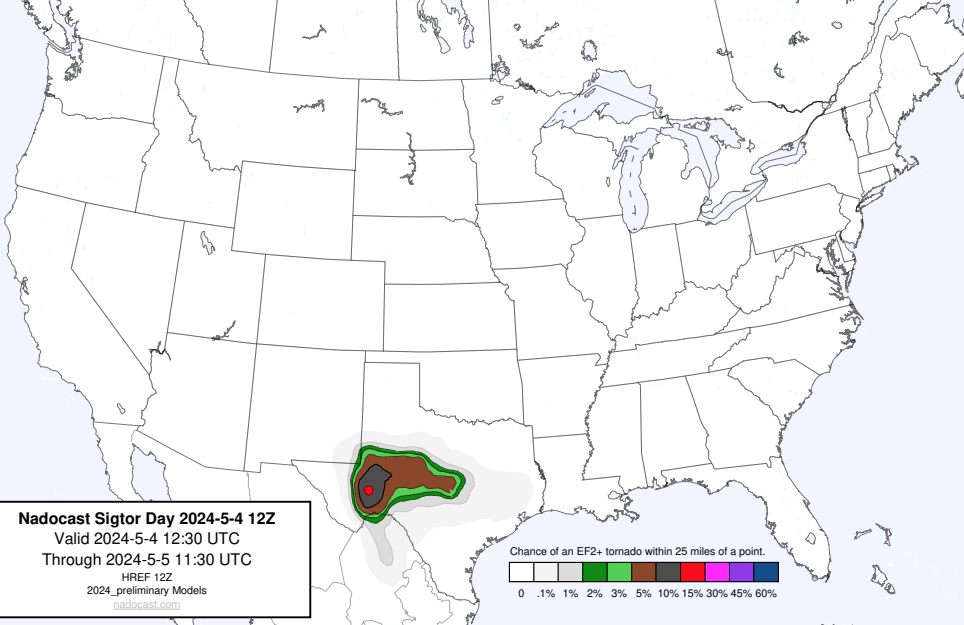 Nadocast Sigtor Day 2024-5-4 12Z
Valid 2024-5-4 12:30 UTC
Through 2024-5-5 11:30 UTC
HREF 12Z
2024_preliminary Models
nadocast.com
Chance of an EF2+ tornado within 25 miles of a point.
0 .1% 1% 2% 3% 5% 10% 15% 30% 45% 60%